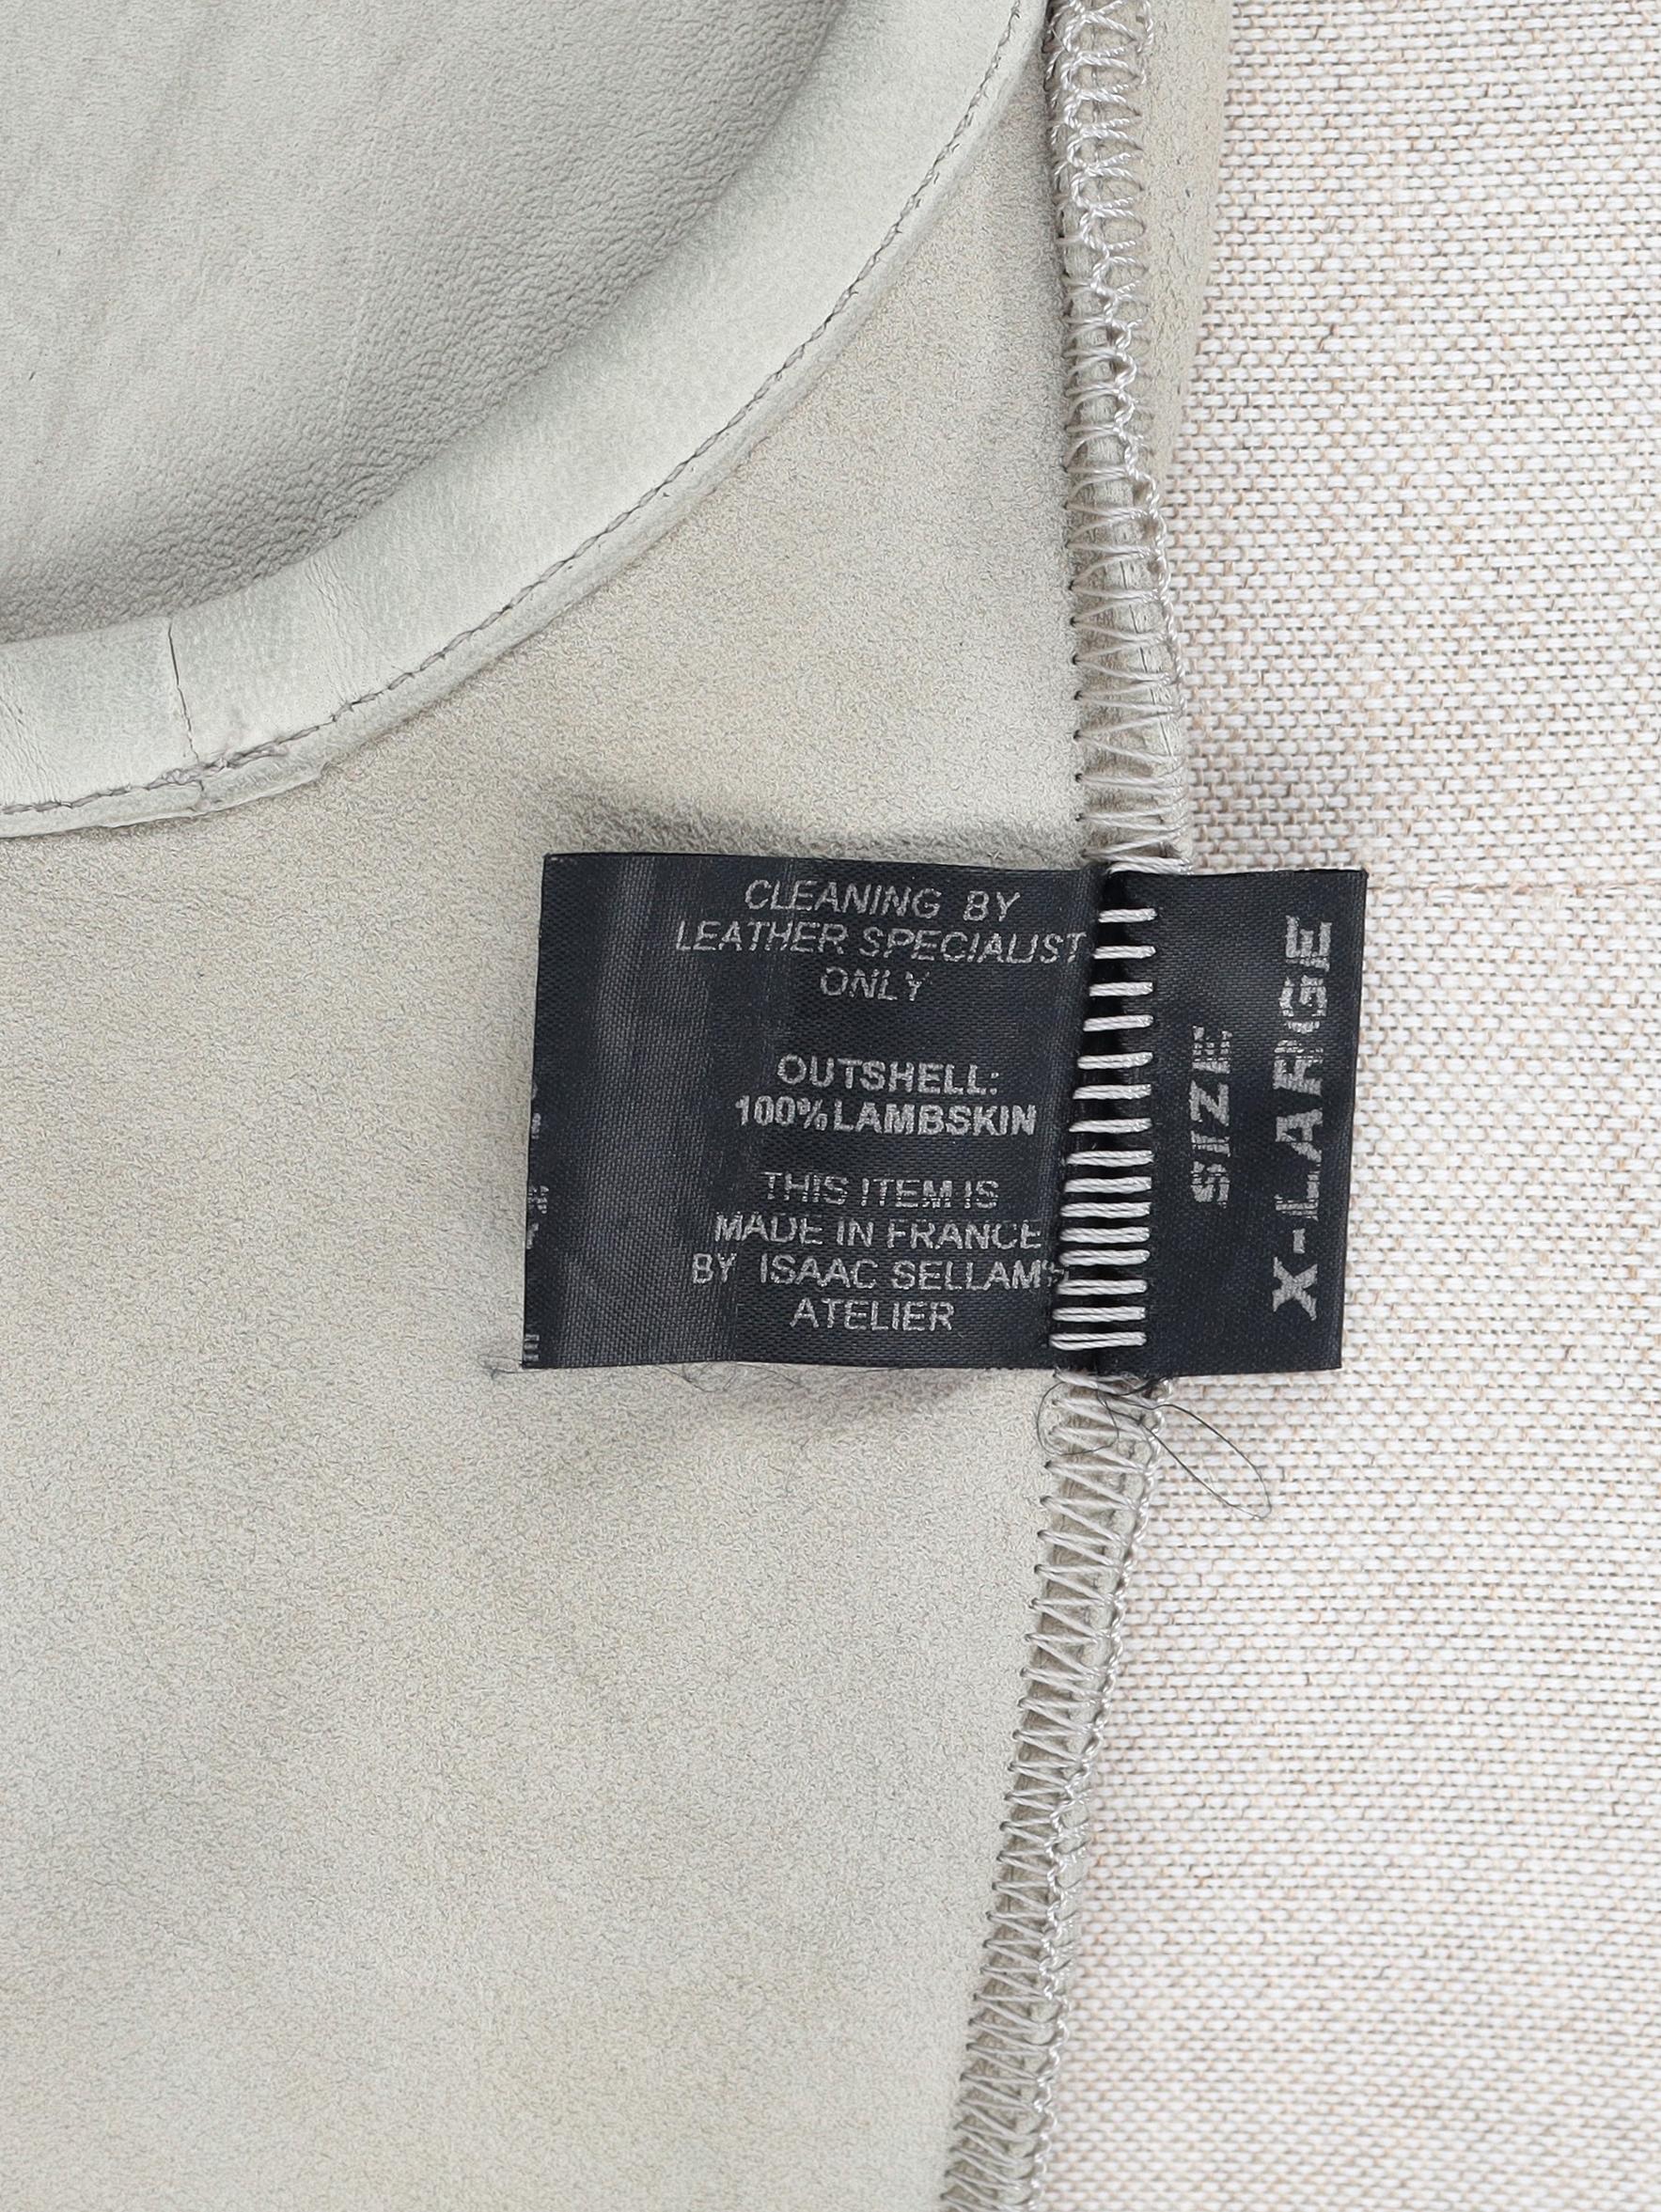 CLEANING BY
LEATHER SPECIALIST
ONLY
OUTSHELL:
100% LAMBSKIN
THIS ITEM IS
MADE IN FRANCE
BY ISAAC SELLAM'S
ATELIER
SIZE
X-LARGE